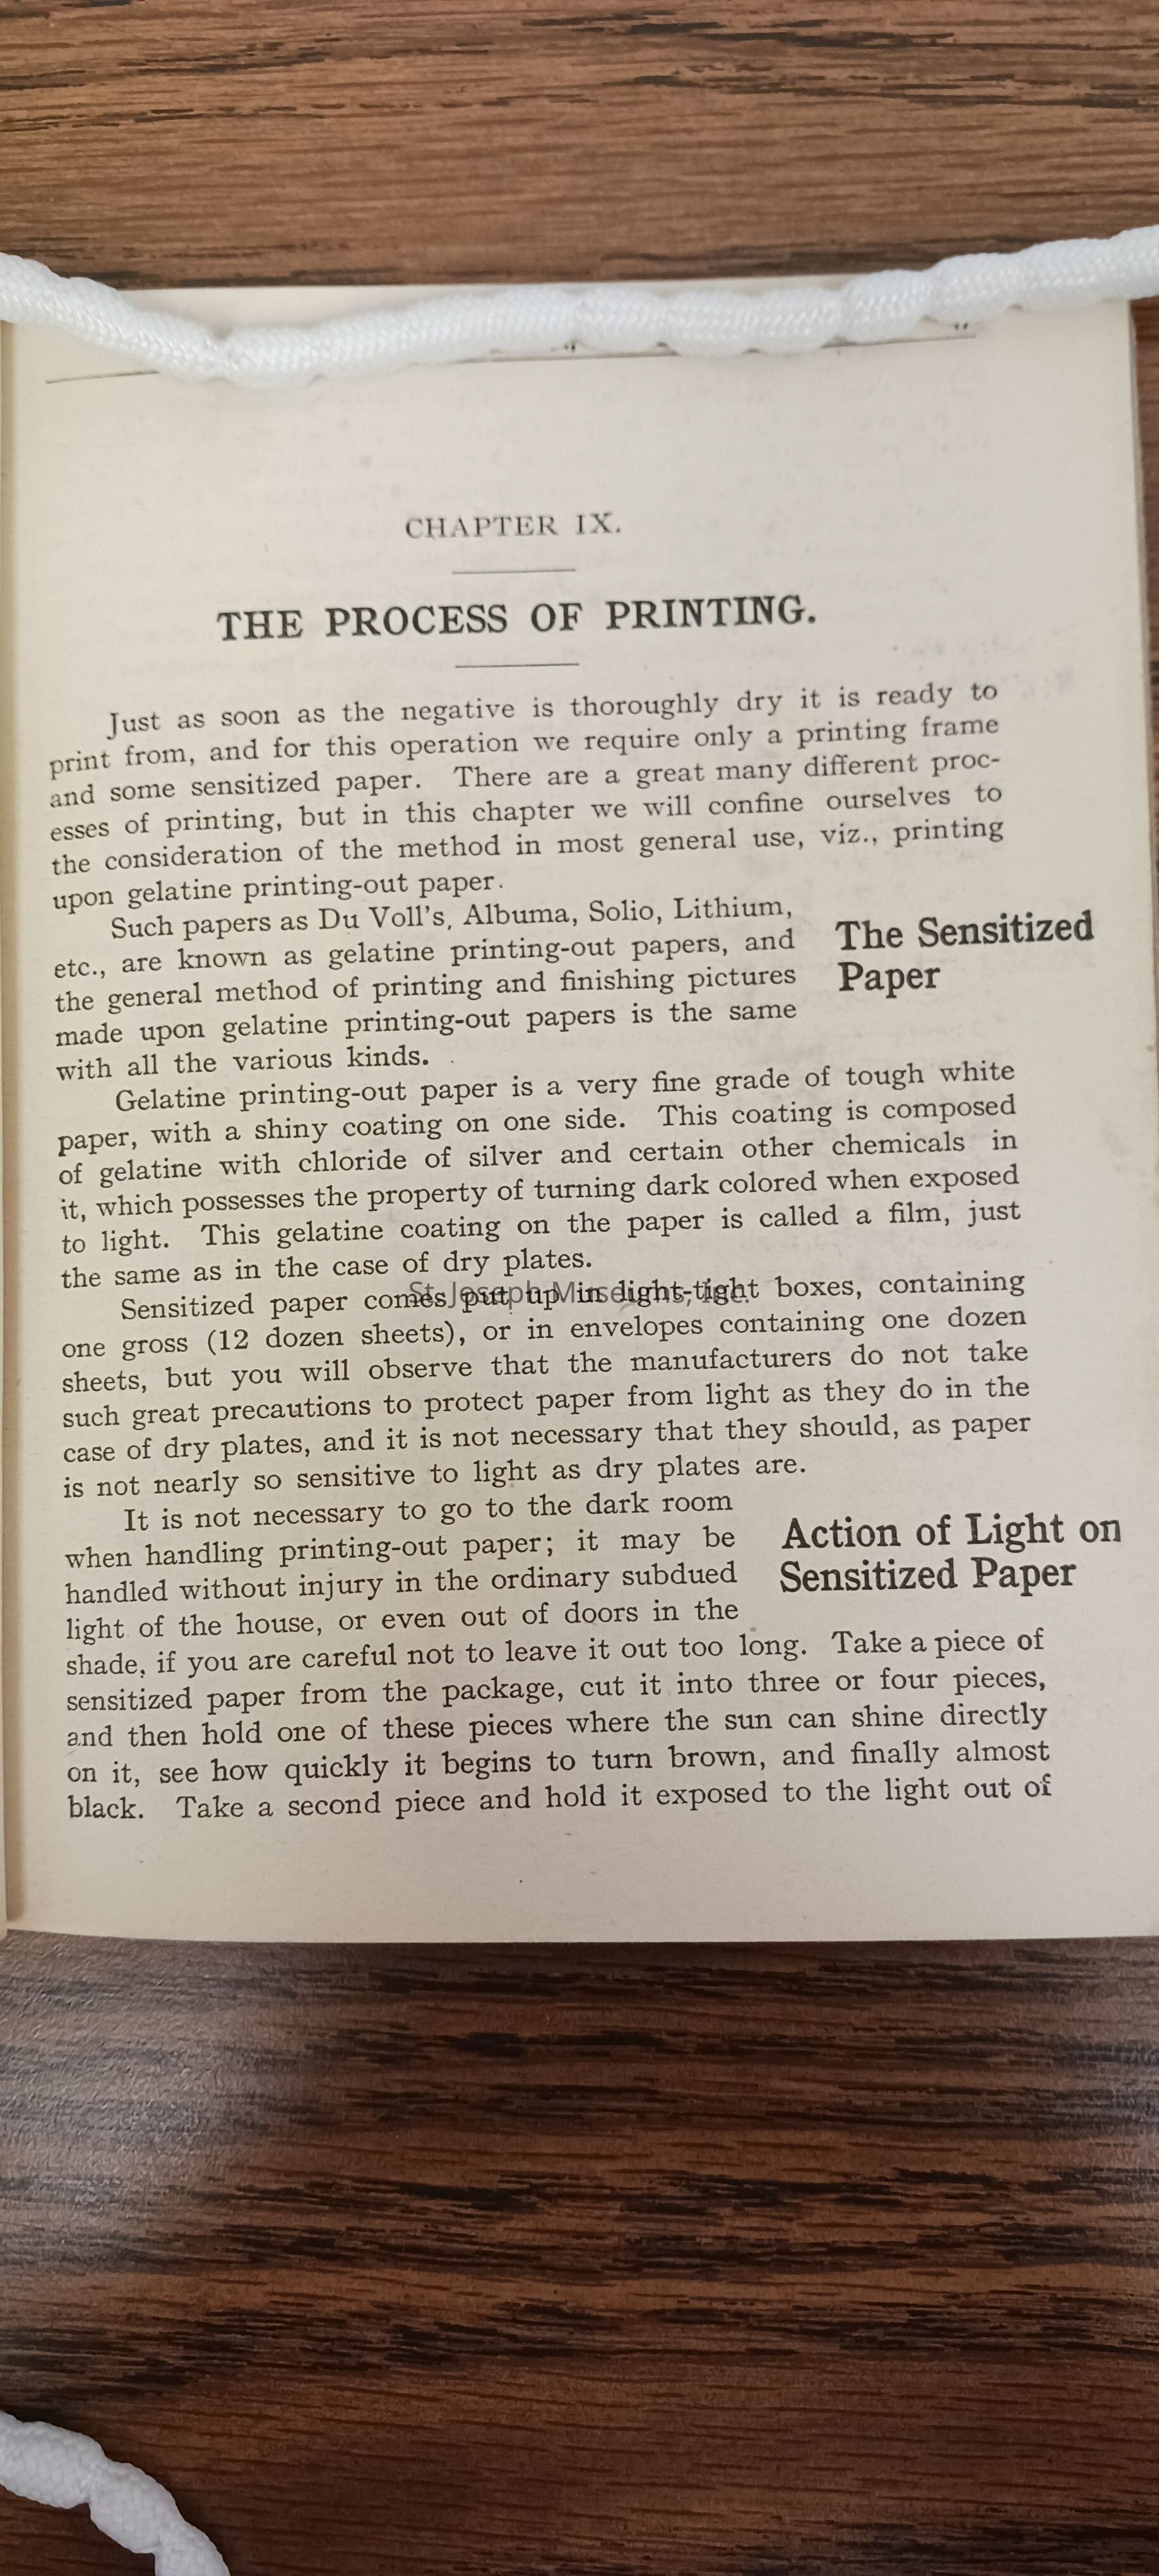 CHAPTER IX.
THE PROCESS OF PRINTING.
Just as soon as the negative is thoroughly dry it is ready to
print from, and for this operation we require only a printing frame
and some sensitized paper. There are a great many different proc-
esses of printing, but in this chapter we will confine ourselves to
the consideration of the method in most general use, viz., printing
upon gelatine printing-out paper.
The Sensitized
Paper
Such papers as Du Voll's, Albuma, Solio, Lithium,
etc., are known as gelatine printing-out papers, and
the general method of printing and finishing pictures
made upon gelatine printing-out papers is the same
with all the various kinds.
Gelatine printing-out paper is a very fine grade of tough white
paper, with a shiny coating on one side. This coating is composed
of gelatine with chloride of silver and certain other chemicals in
it, which possesses the property of turning dark colored when exposed
to light. This gelatine coating on the paper is called a film, just
the same as in the case of dry plates.
St. Joseph Museums, Inc.
Sensitized paper comes put up in light-tight boxes, containing
one gross (12 dozen sheets), or in envelopes containing one dozen
sheets, but you will observe that the manufacturers do not take
such great precautions to protect paper from light as they do in the
case of dry plates, and it is not necessary that they should, as paper
is not nearly so sensitive to light as dry plates are.
Action of Light on
Sensitized Paper
It is not necessary to go to the dark room
when handling printing-out paper; it may be
handled without injury in the ordinary subdued
light of the house, or even out of doors in the
shade, if you are careful not to leave it out too long. Take a piece of
sensitized paper from the package, cut it into three or four pieces,
and then hold one of these pieces where the sun can shine directly
on it, see how quickly it begins to turn brown, and finally almost
black. Take a second piece and hold it exposed to the light out of